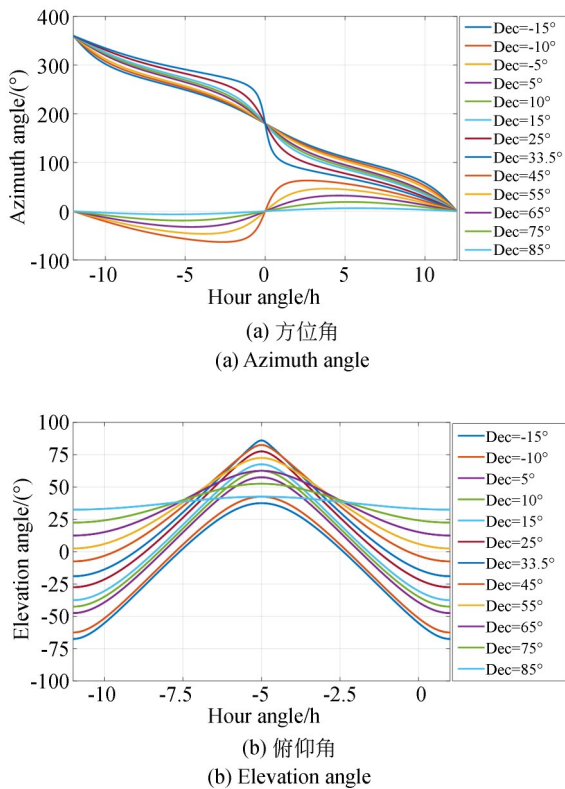 400
300
200
100
0
-100
Azimuth angle/(°)
-10
-5
0
5
10
Hour angle/h
Dec=-15°
Dec=-10°
Dec=-5°
Dec=5°
Dec=10°
Dec=15°
Dec=25°
Dec=33.5°
Dec=45°
Dec=55°
Dec=65°
Dec=75°
Dec=85°
(a) 方位角
(a) Azimuth angle
100
75
50
25
0
-25
-50
-75
-100
Elevation angle/(°)
-10
-7.5
-5
-2.5
0
Hour angle/h
Dec=-15°
Dec=-10°
Dec=5°
Dec=10°
Dec=15°
Dec=25°
Dec=33.5°
Dec=45°
Dec=55°
Dec=65°
Dec=75°
Dec=85°
(b) 俯仰角
(b) Elevation angle